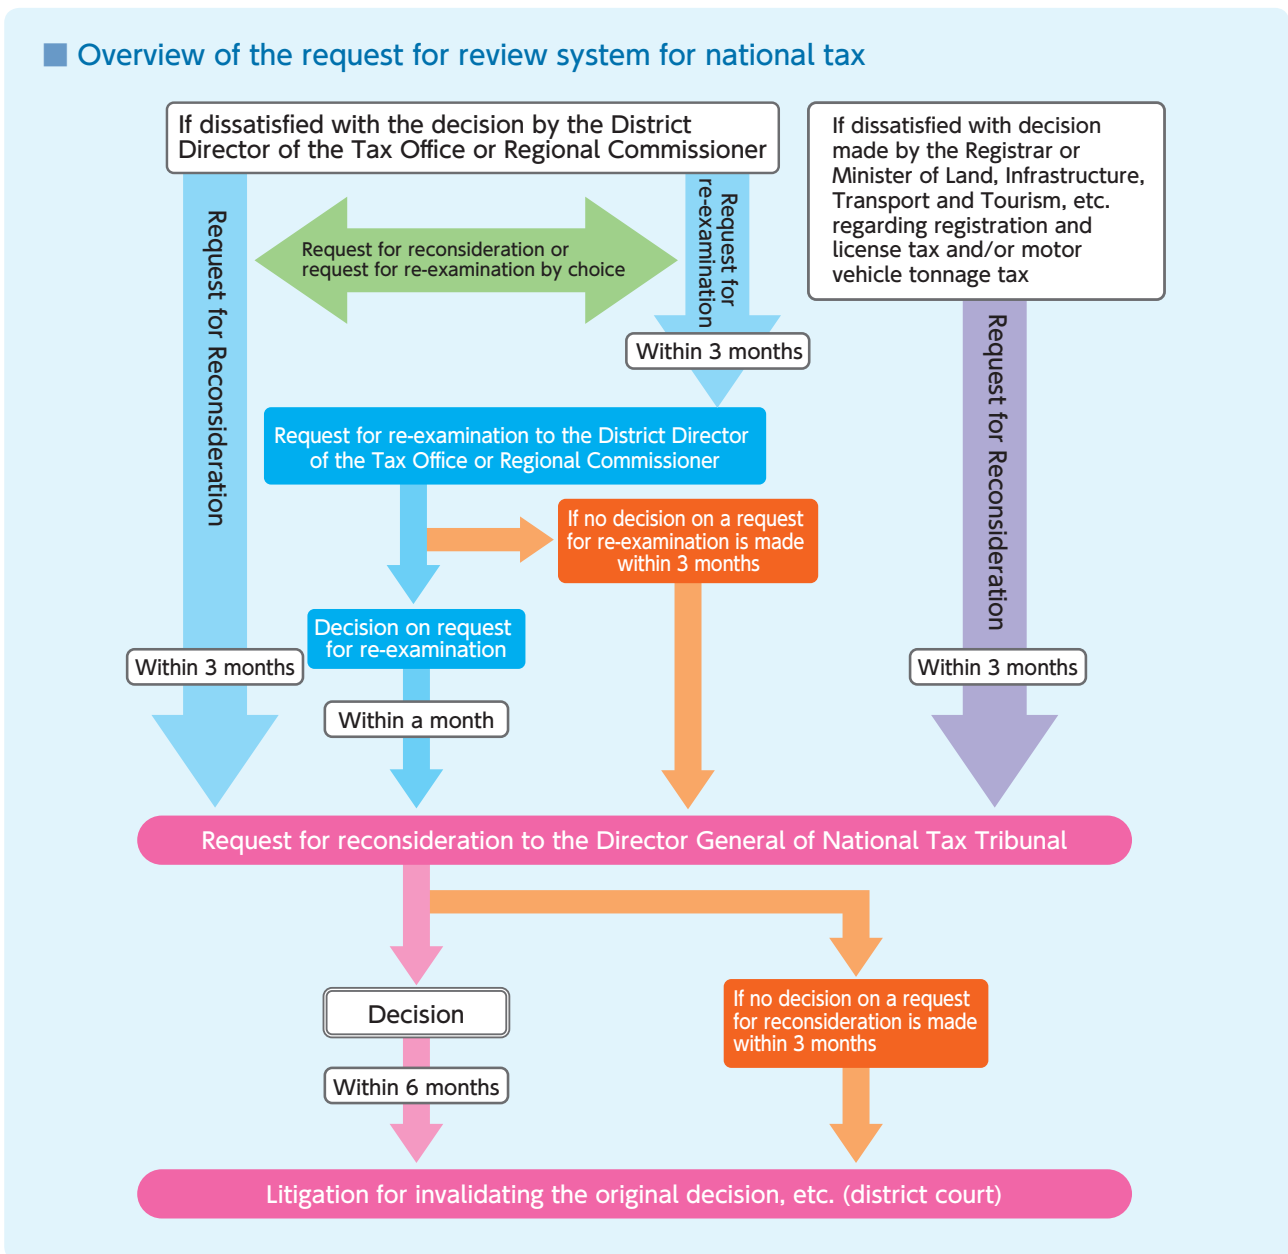 Overview of the request for review system for national tax
If dissatisfied with the decision by the District
Director of the Tax Office or Regional Commissioner
If dissatisfied with decision
made by the Registrar or
Minister of Land, Infrastructure,
Transport and Tourism, etc.
regarding registration and
license tax and/or motor
vehicle tonnage tax
Request for Reconsideration
Request for reconsideration or
request for re-examination by choice
Request for
re-examination
Within 3 months
Request for Reconsideration
Request for re-examination to the District Director
of the Tax Office or Regional Commissioner
If no decision on a request
for re-examination is made
within 3 months
Decision on request
for re-examination
Within 3 months
Within a month
Within 3 months
Request for reconsideration to the Director General of National Tax Tribunal
Decision
If no decision on a request
for reconsideration is made
within 3 months
Within 6 months
Litigation for invalidating the original decision, etc. (district court)